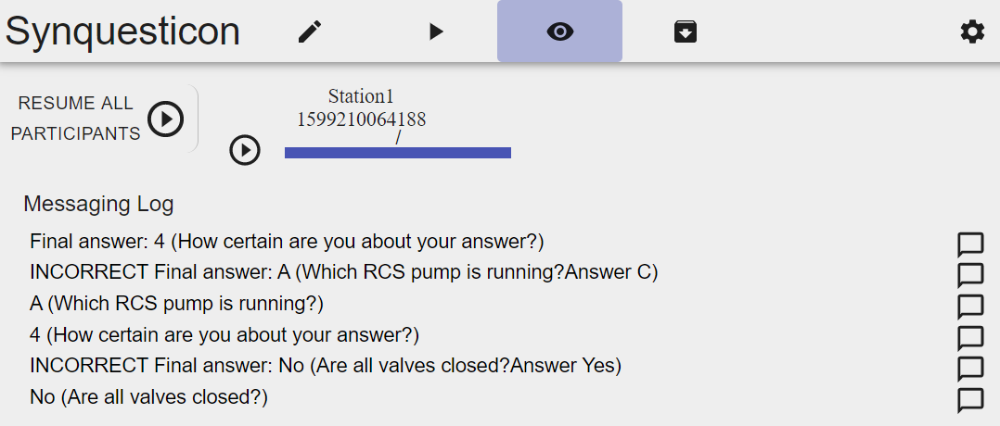 Synquesticon
RESUME ALL
PARTICIPANTS
Station1
1599210064188
/
Messaging Log
Final answer: 4 (How certain are you about your answer?)
INCORRECT Final answer: A (Which RCS pump is running?Answer C)
A (Which RCS pump is running?)
4 (How certain are you about your answer?)
INCORRECT Final answer: No (Are all valves closed?Answer Yes)
No (Are all valves closed?)